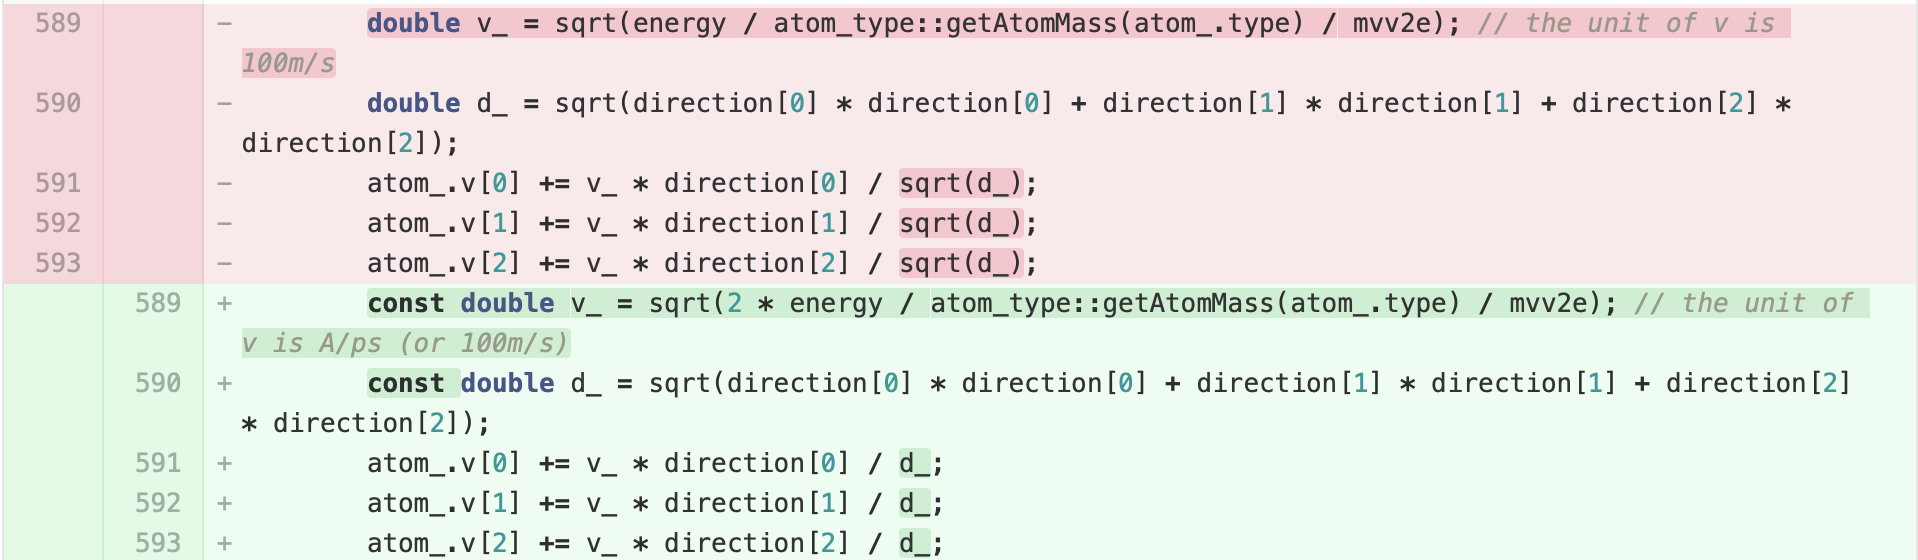 589 - double v_ = sqrt(energy / atom_type::getAtomMass(atom_.type) / mvv2e); // the unit of v is
100m/s
590 - double d_ = sqrt(direction[0] * direction[0] + direction[1] * direction[1] + direction[2] *
direction[2]);
591 - atom_.v[0] += v_ * direction[0] / sqrt(d_);
592 - atom_.v[1] += v_ * direction[1] / sqrt(d_);
593 - atom_.v[2] += v_ * direction[2] / sqrt(d_);
589 + const double v_ = sqrt(2 * energy / atom_type::getAtomMass(atom_.type) / mvv2e); // the unit of
v is A/ps (or 100m/s)
590 + const double d_ = sqrt(direction[0] * direction[0] + direction[1] * direction[1] + direction[2]
* direction[2]);
591 + atom_.v[0] += v_ * direction[0] / d_;
592 + atom_.v[1] += v_ * direction[1] / d_;
593 + atom_.v[2] += v_ * direction[2] / d_;